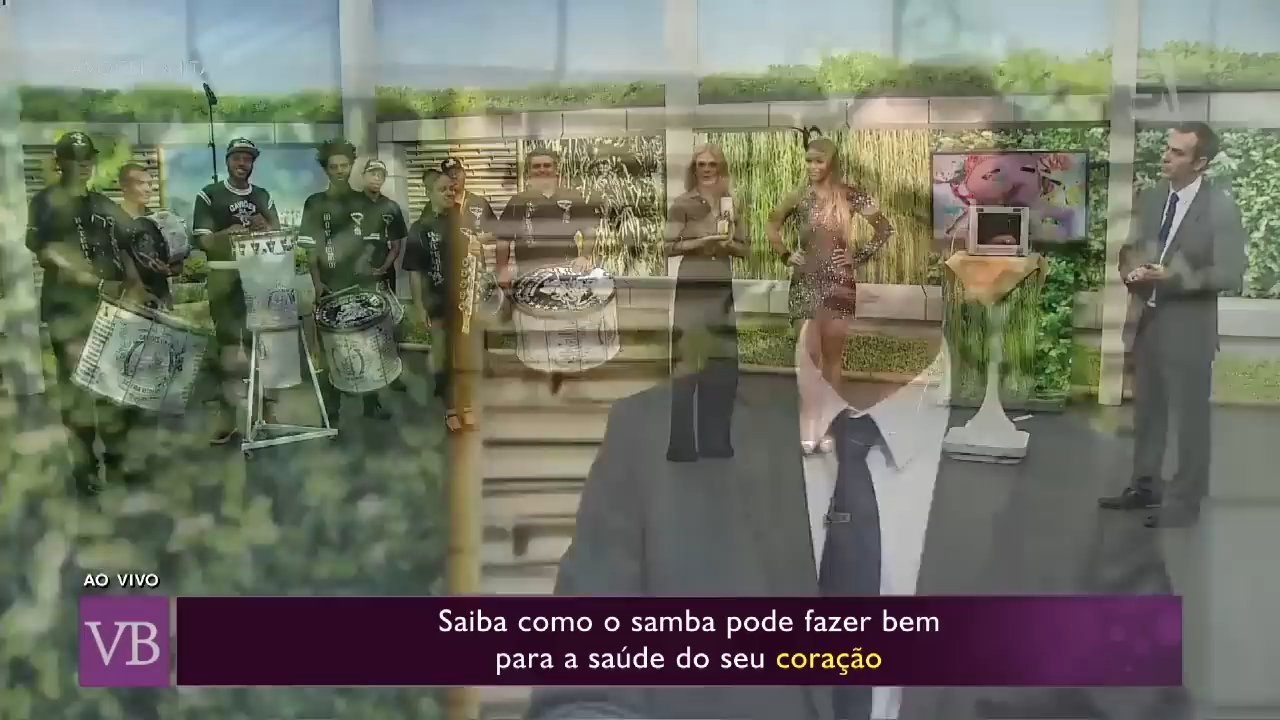 AO VIVO
VB
Saiba como o samba pode fazer bem
para a saúde do seu coração